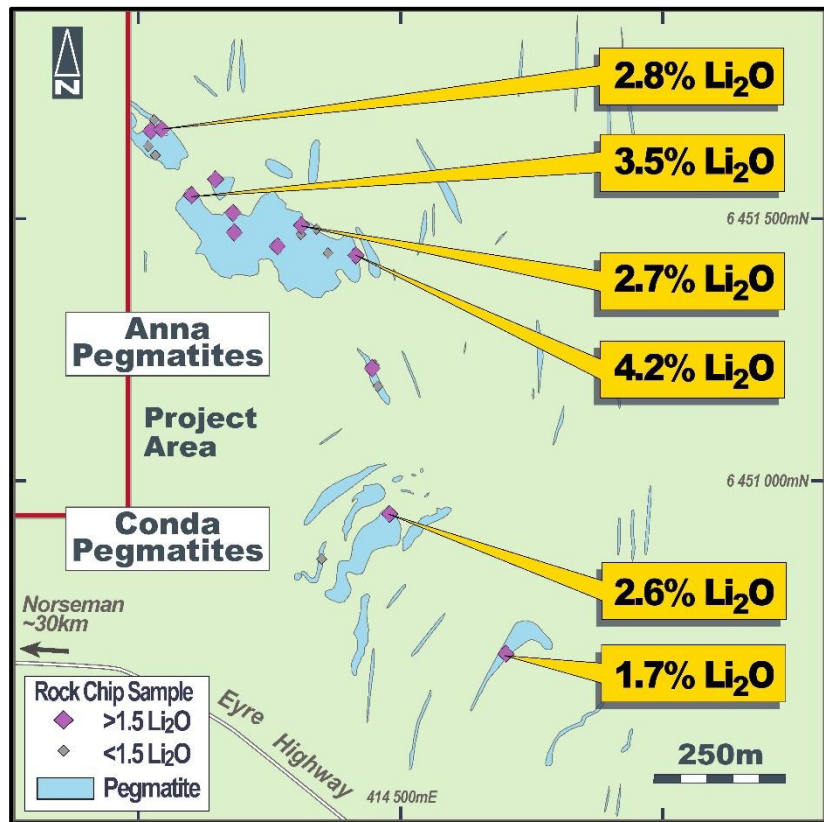 N
2.8% Li₂O
3.5% Li₂O
6 451 500mN
2.7% Li₂O
Anna
Pegmatites
4.2% Li₂O
Project
Area
6 451 000mN
Conda
Pegmatites
2.6% Li₂O
Norseman
~30km
1.7% Li₂O
Rock Chip Sample
>1.5 Li₂O
<1.5 Li₂O
Pegmatite
Eyre Highway
250m
414 500mE